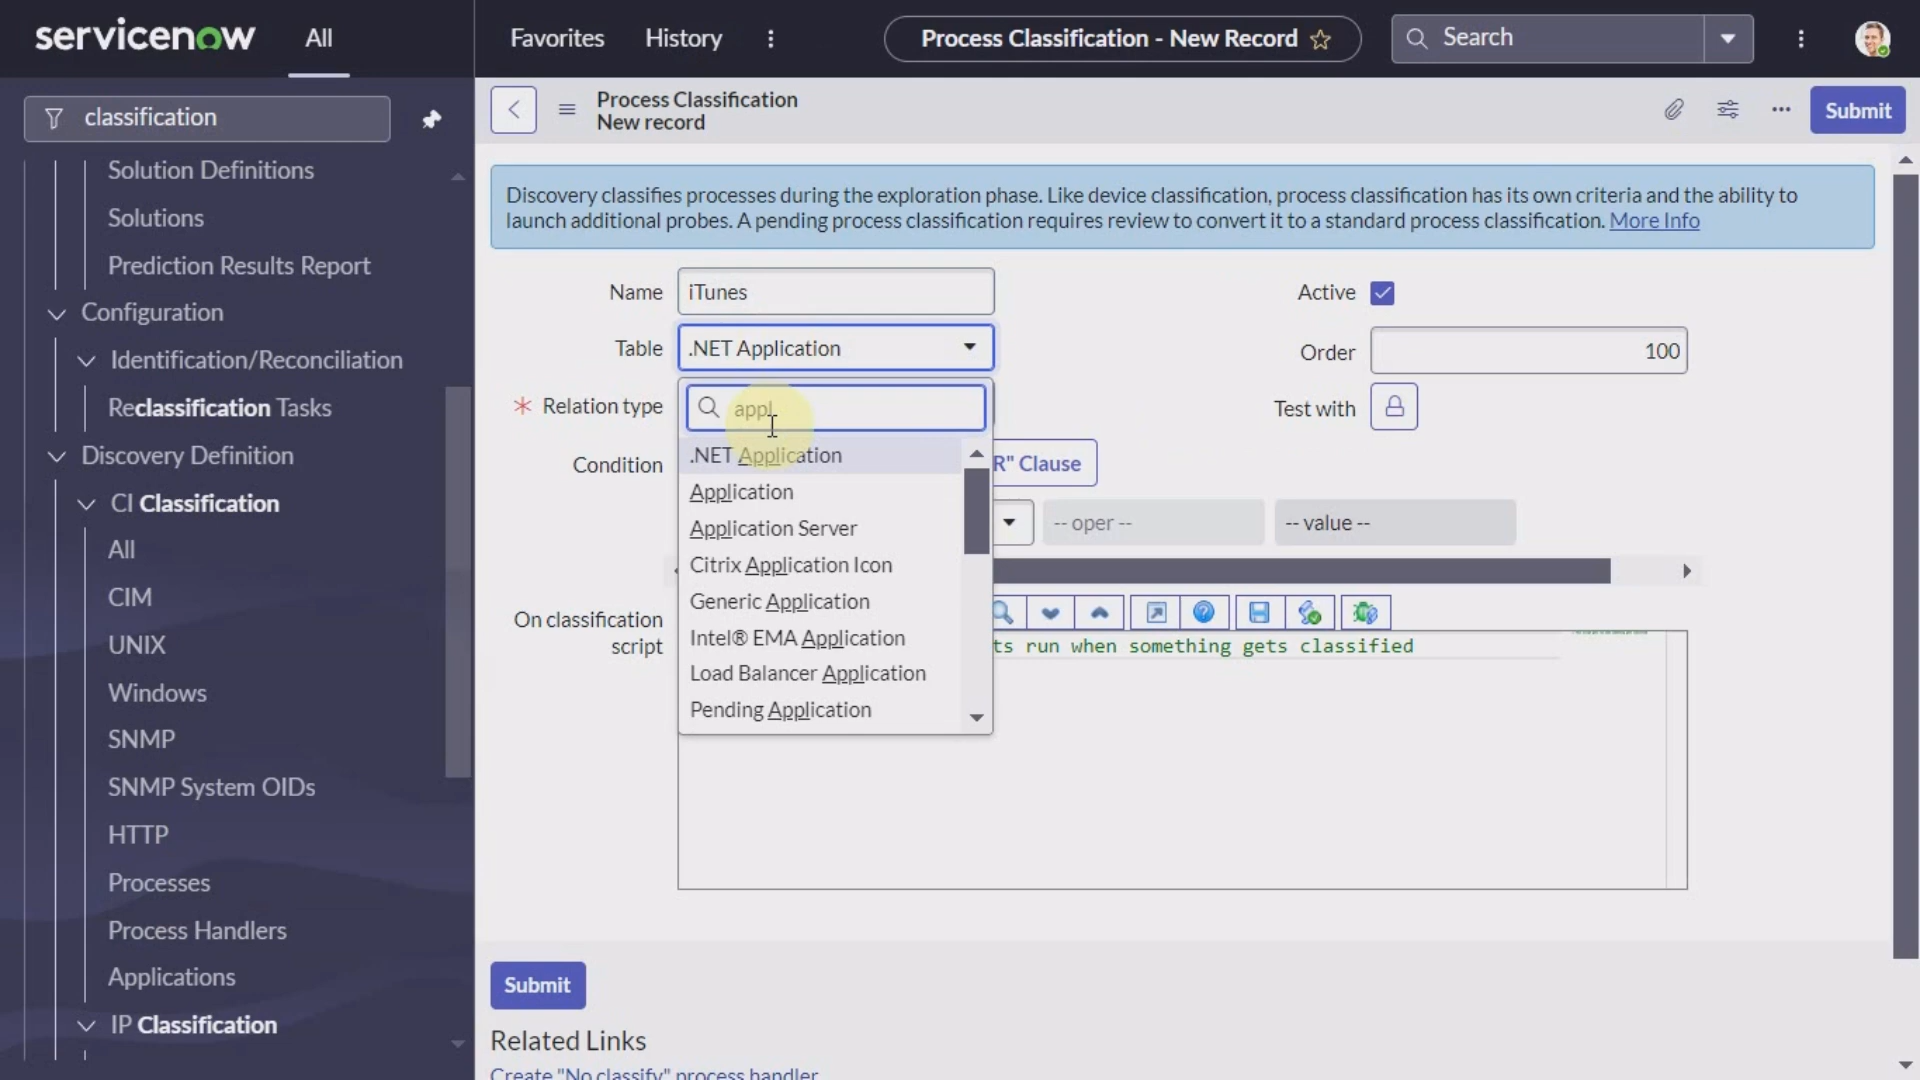 servicenow
All
Favorites
History
Process Classification - New Record
Search
classification
Solution Definitions
Solutions
Prediction Results Report
Configuration
Identification/Reconciliation
Reclassification Tasks
Discovery Definition
CI Classification
All
CIM
UNIX
Windows
SNMP
SNMP System OIDs
HTTP
Processes
Process Handlers
Applications
IP Classification
Process Classification
New record
Submit
Discovery classifies processes during the exploration phase. Like device classification, process classification has its own criteria and the ability to
launch additional probes. A pending process classification requires review to convert it to a standard process classification. More Info
Name
iTunes
Active
Table
.NET Application
Order
100
Relation type
appl
Test with
.NET Application
Application
Application Server
Citrix Application Icon
Generic Application
Intel® EMA Application
Load Balancer Application
Pending Application
Condition
R" Clause
-- oper --
-- value --
On classification
script
ts run when something gets classified
Submit
Related Links
Create "No classify" process handler